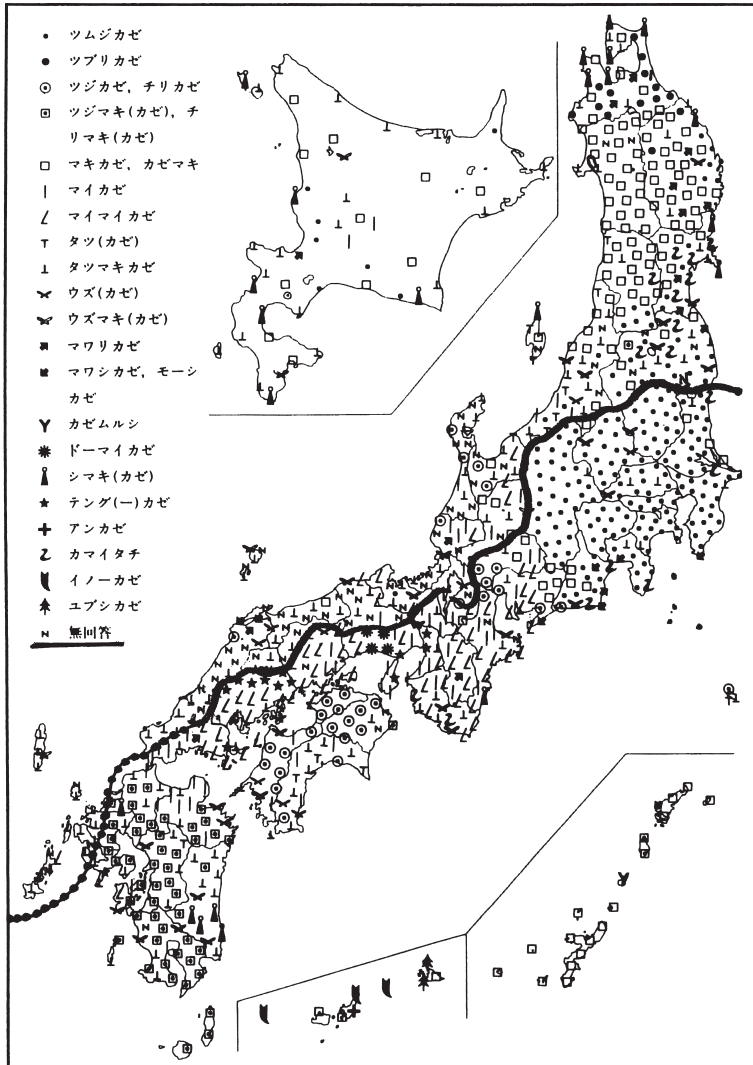 ツムジカゼ
ツブリカゼ
ツジカゼ，チリカゼ
ツジマキ(カゼ)，チ
リマキ(カゼ)
マキカゼ，カゼマキ
マイカゼ
マイマイカゼ
タツ(カゼ)
タツマキカゼ
ウズ(カゼ)
ウズマキ(カゼ)
マワリカゼ
マワシカゼ，モーシ
カゼ
カゼムルシ
ドーマイカゼ
シマキ(カゼ)
テング(ー)カゼ
アンカゼ
カマイタチ
イノーカゼ
ユブシカゼ
N 無回答